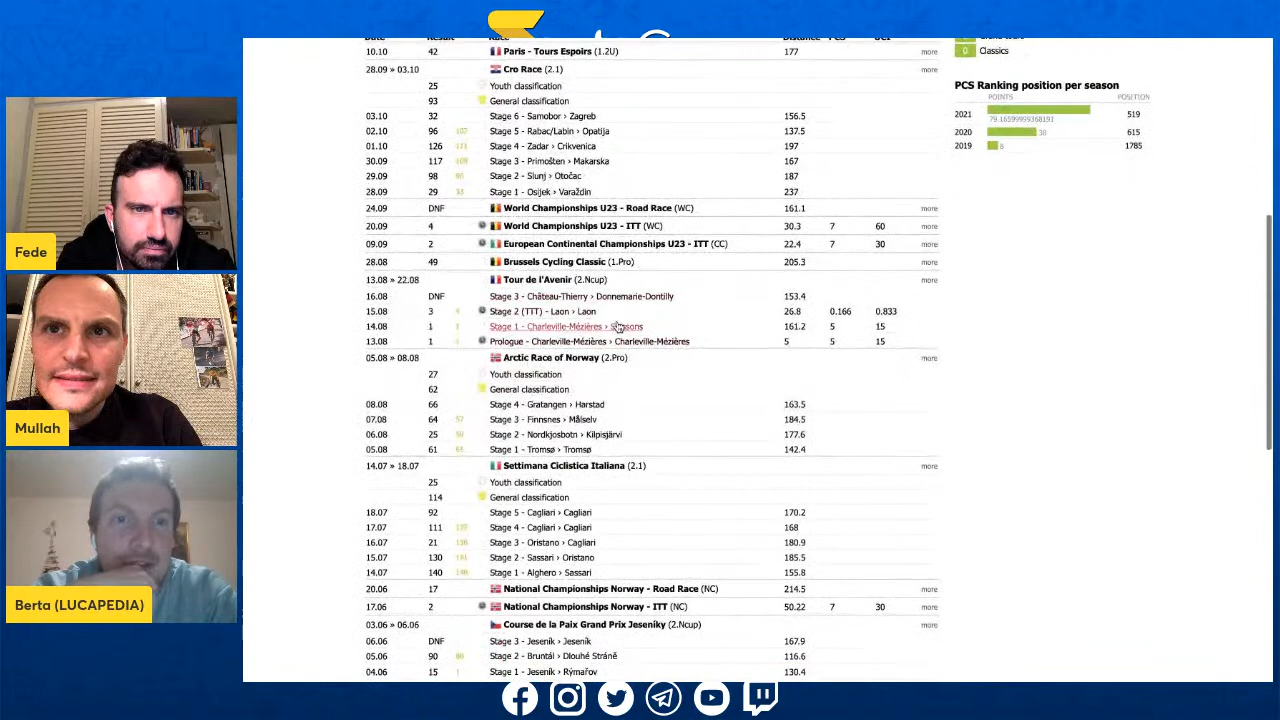 10.10 42 Paris - Tours Espoirs (1.2U) 177 more
28.09 » 03.10 Cro Race (2.1) more
25 Youth classification
93 General classification
03.10 32 Stage 6 - Samobor › Zagreb 156.5
02.10 96 107 Stage 5 - Rabac/Labin › Opatija 137.5
01.10 126 111 Stage 4 - Zadar › Crikvenica 197
30.09 117 Stage 3 - Primošten › Makarska 167
29.09 98 Stage 2 - Slunj › Otočac 187
28.09 29 Stage 1 - Osijek › Varaždin 237
24.09 DNF World Championships U23 - Road Race (WC) 161.1 more
20.09 4 World Championships U23 - ITT (WC) 30.3 7 60 more
09.09 2 European Continental Championships U23 - ITT (CC) 22.4 7 30 more
28.08 49 Brussels Cycling Classic (1.Pro) 205.3 more
13.08 » 22.08 Tour de l'Avenir (2.Ncup) more
16.08 DNF Stage 3 - Château-Thierry › Donnemarie-Dontilly 153.4
15.08 3 Stage 2 (TTT) - Laon › Laon 26.8 0.166 0.833
14.08 1 Stage 1 - Charleville-Mézières › 161.2 5 15
13.08 1 Prologue - Charleville-Mézières › Charleville-Mézières 5 5 15
05.08 » 08.08 Arctic Race of Norway (2.Pro) more
27 Youth classification
62 General classification
08.08 66 Stage 4 - Gratangen › Harstad 163.5
07.08 64 57 Stage 3 - Finnsnes › Målselv 184.5
06.08 25 Stage 2 - Nordkjosbotn › Kilpisjärvi 177.6
05.08 61 Stage 1 - Tromsø › Tromsø 142.4
14.07 » 18.07 Settimana Ciclistica Italiana (2.1) more
25 Youth classification
114 General classification
18.07 92 Stage 5 - Cagliari › Cagliari 170.2
17.07 111 Stage 4 - Cagliari › Cagliari 168
16.07 21 Stage 3 - Oristano › Cagliari 180.9
15.07 130 Stage 2 - Sassari › Oristano 185.5
14.07 140 Stage 1 - Alghero › Sassari 155.8
20.06 17 National Championships Norway - Road Race (NC) 214.5 more
17.06 2 National Championships Norway - ITT (NC) 50.22 7 30 more
03.06 » 06.06 Course de la Paix Grand Prix Jeseníky (2.Ncup) more
06.06 DNF Stage 3 - Jeseník › Jeseník 167.9
05.06 90 Stage 2 - Bruntál › Dlouhé Stráně 116.6
04.06 15 Stage 1 - Jeseník › Rýmařov 130.4
0 Classics
PCS Ranking position per season
POINTS POSITION
2021 79.16599999368191 519
2020 38 615
2019 8 1785
Fede
Mullah
Berta (LUCAPEDIA)